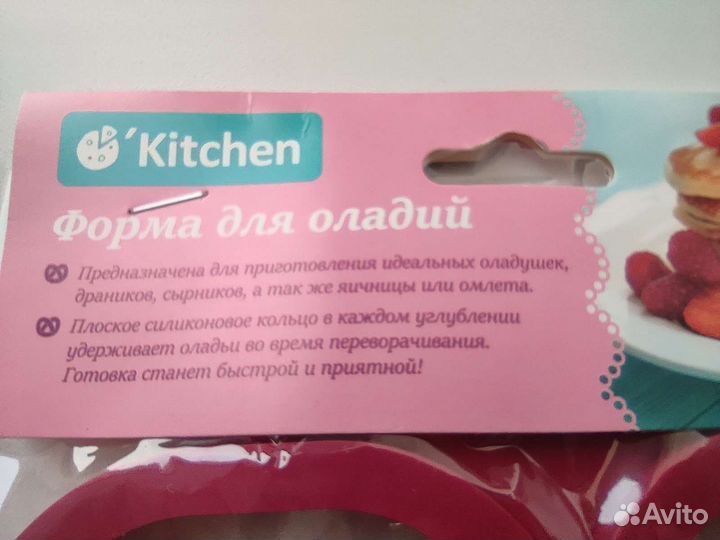 'Kitchen
Форма для оладий
Предназначена для приготовления идеальных оладушек,
драников, сырников, а так же яичницы или омлета.
Плоское силиконовое кольцо в каждом углублении
удерживает оладьи во время переворачивания.
Готовка станет быстрой и приятной!
Avito